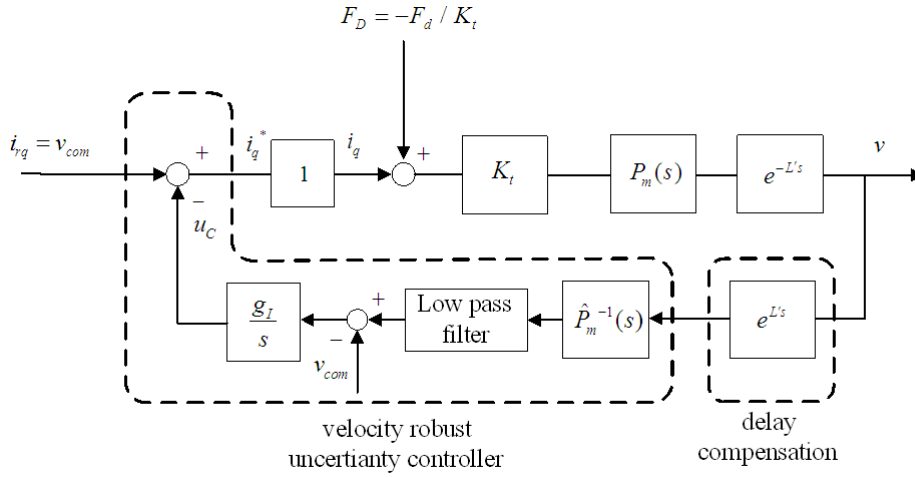 F_D = −F_d / K_t
i_rq = v_com
+
i_q^*
1
i_q
+
K_t
P_m(s)
e^{−L's}
v
−
u_C
g_I / s
+
−
v_com
Low pass
filter
P̂_m^{−1}(s)
e^{L's}
velocity robust
uncertianty controller
delay
compensation